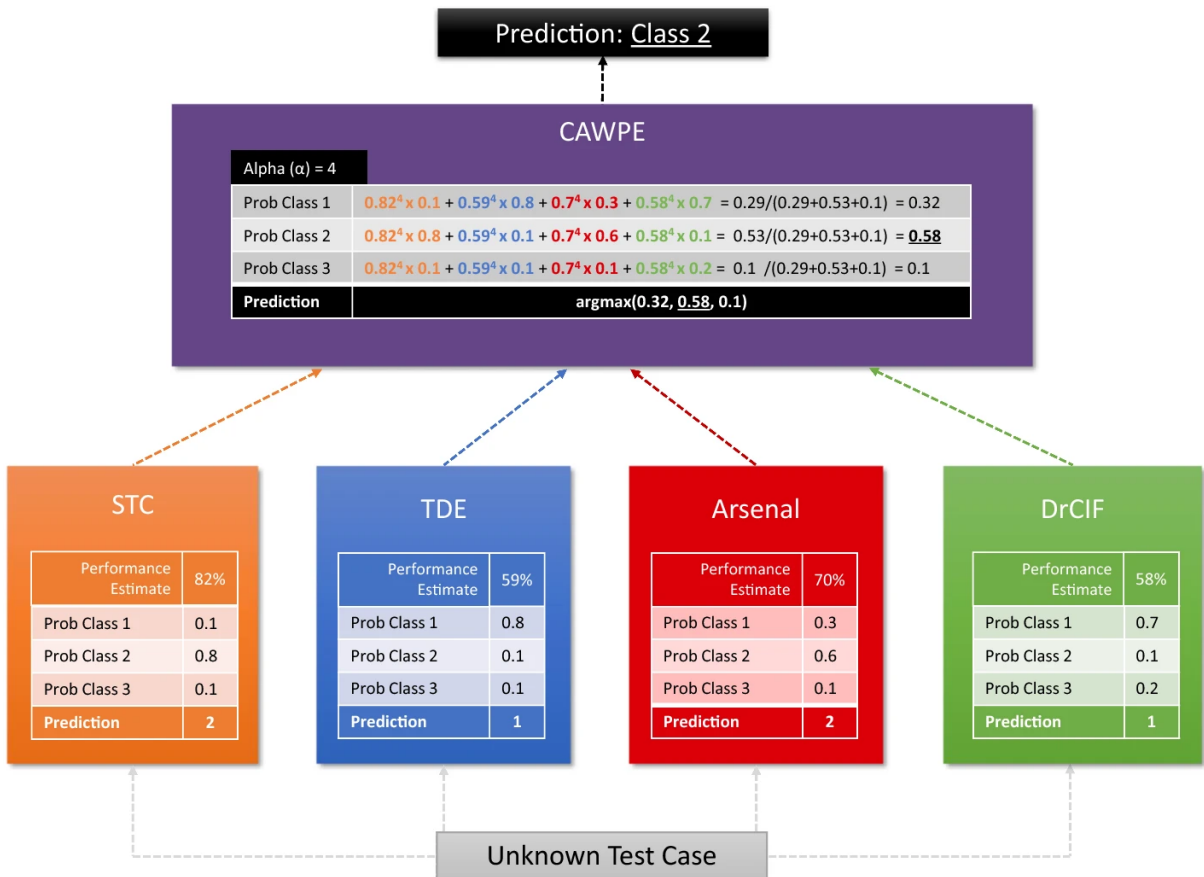 Prediction: Class 2
CAWPE
Alpha (α) = 4
Prob Class 1 0.82⁴ x 0.1 + 0.59⁴ x 0.8 + 0.7⁴ x 0.3 + 0.58⁴ x 0.7 = 0.29/(0.29+0.53+0.1) = 0.32
Prob Class 2 0.82⁴ x 0.8 + 0.59⁴ x 0.1 + 0.7⁴ x 0.6 + 0.58⁴ x 0.1 = 0.53/(0.29+0.53+0.1) = 0.58
Prob Class 3 0.82⁴ x 0.1 + 0.59⁴ x 0.1 + 0.7⁴ x 0.1 + 0.58⁴ x 0.2 = 0.1 /(0.29+0.53+0.1) = 0.1
Prediction argmax(0.32, 0.58, 0.1)
STC
Performance
Estimate 82%
Prob Class 1 0.1
Prob Class 2 0.8
Prob Class 3 0.1
Prediction 2
TDE
Performance
Estimate 59%
Prob Class 1 0.8
Prob Class 2 0.1
Prob Class 3 0.1
Prediction 1
Arsenal
Performance
Estimate 70%
Prob Class 1 0.3
Prob Class 2 0.6
Prob Class 3 0.1
Prediction 2
DrCIF
Performance
Estimate 58%
Prob Class 1 0.7
Prob Class 2 0.1
Prob Class 3 0.2
Prediction 1
Unknown Test Case